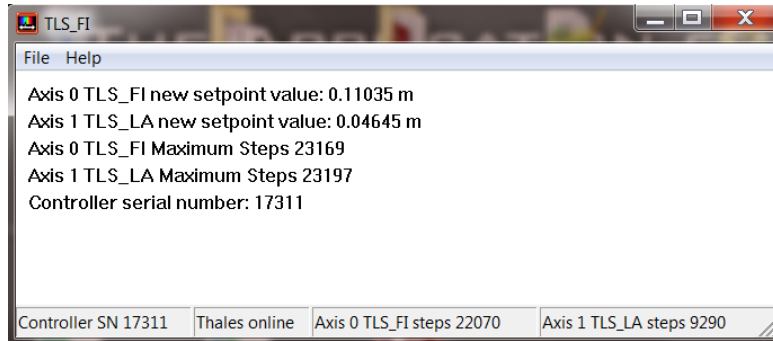 TLS_FI
File Help
Axis 0 TLS_FI new setpoint value: 0.11035 m
Axis 1 TLS_LA new setpoint value: 0.04645 m
Axis 0 TLS_FI Maximum Steps 23169
Axis 1 TLS_LA Maximum Steps 23197
Controller serial number: 17311
Controller SN 17311 Thales online Axis 0 TLS_FI steps 22070 Axis 1 TLS_LA steps 9290